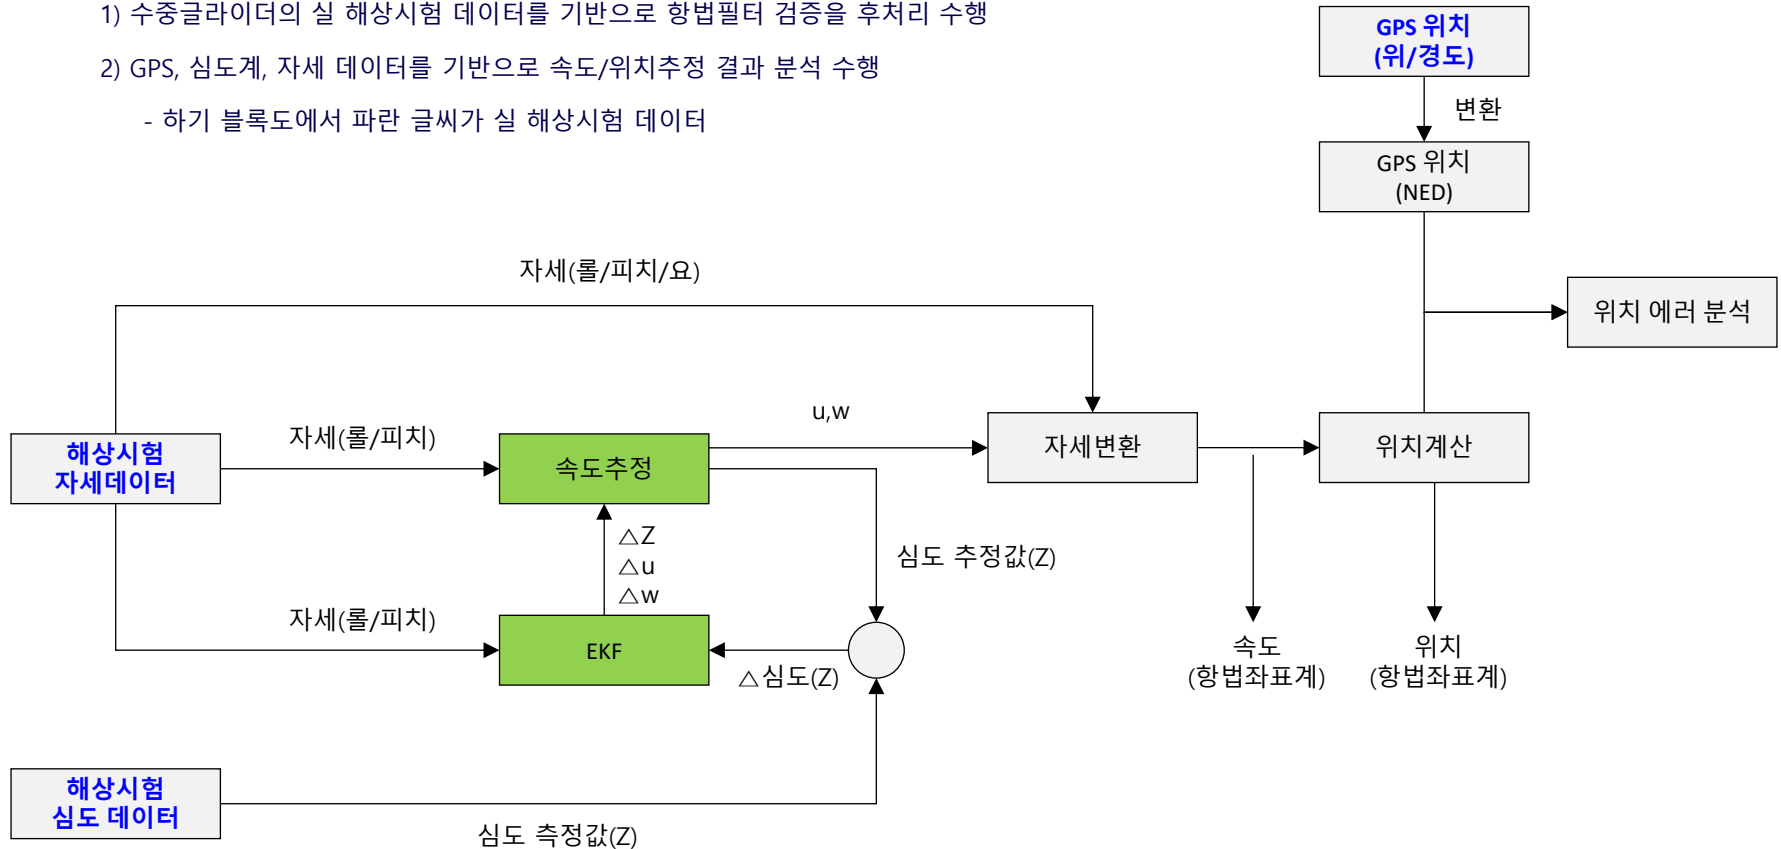 1) 수중글라이더의 실 해상시험 데이터를 기반으로 항법필터 검증을 후처리 수행
2) GPS, 심도계, 자세 데이터를 기반으로 속도/위치추정 결과 분석 수행
- 하기 블록도에서 파란 글씨가 실 해상시험 데이터
GPS 위치
(위/경도)
변환
GPS 위치
(NED)
자세(롤/피치/요)
위치 에러 분석
해상시험
자세데이터
자세(롤/피치)
속도추정
u,w
자세변환
위치계산
△Z
△u
△w
심도 추정값(Z)
자세(롤/피치)
EKF
△심도(Z)
속도
(항법좌표계)
위치
(항법좌표계)
해상시험
심도 데이터
심도 측정값(Z)